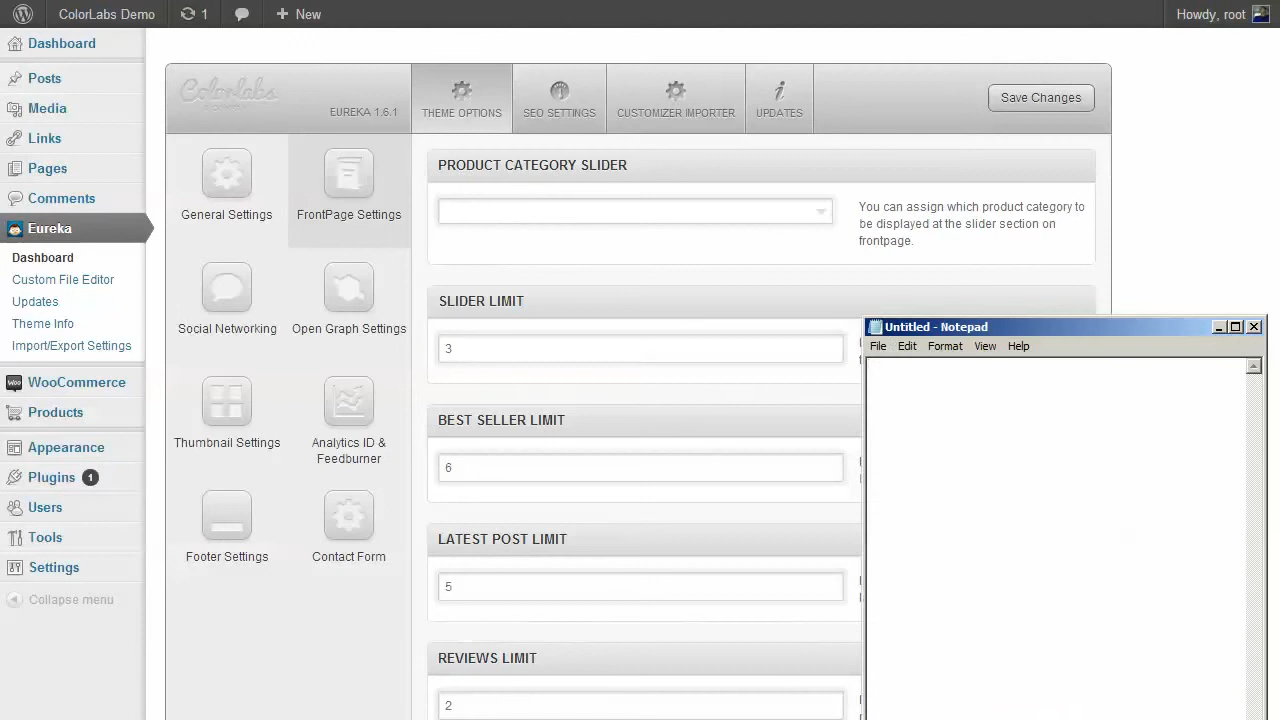 ColorLabs Demo
1
New
Howdy, root
Dashboard
Posts
Media
Links
Pages
Comments
Eureka
Dashboard
Custom File Editor
Updates
Theme Info
Import/Export Settings
WooCommerce
Products
Appearance
Plugins 1
Users
Tools
Settings
Collapse menu
Colorlabs
EUREKA 1.6.1
THEME OPTIONS
SEO SETTINGS
CUSTOMIZER IMPORTER
UPDATES
Save Changes
General Settings
FrontPage Settings
Social Networking
Open Graph Settings
Thumbnail Settings
Analytics ID &
Feedburner
Footer Settings
Contact Form
PRODUCT CATEGORY SLIDER
You can assign which product category to
be displayed at the slider section on
frontpage.
SLIDER LIMIT
3
BEST SELLER LIMIT
6
LATEST POST LIMIT
5
REVIEWS LIMIT
2
Untitled - Notepad
File Edit Format View Help